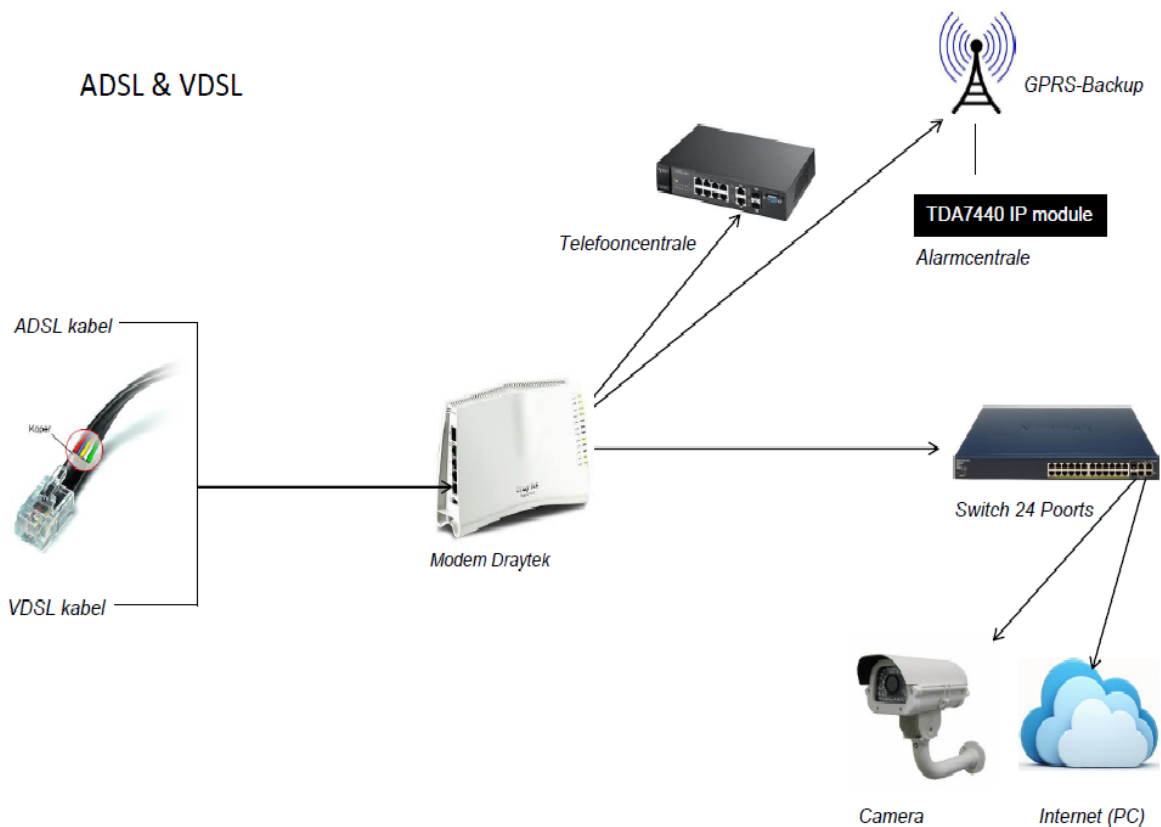 ADSL & VDSL
GPRS-Backup
TDA7440 IP module
Alarmcentrale
Telefooncentrale
ADSL kabel
Koper
VDSL kabel
Modem Draytek
Switch 24 Poorts
Camera
Internet (PC)